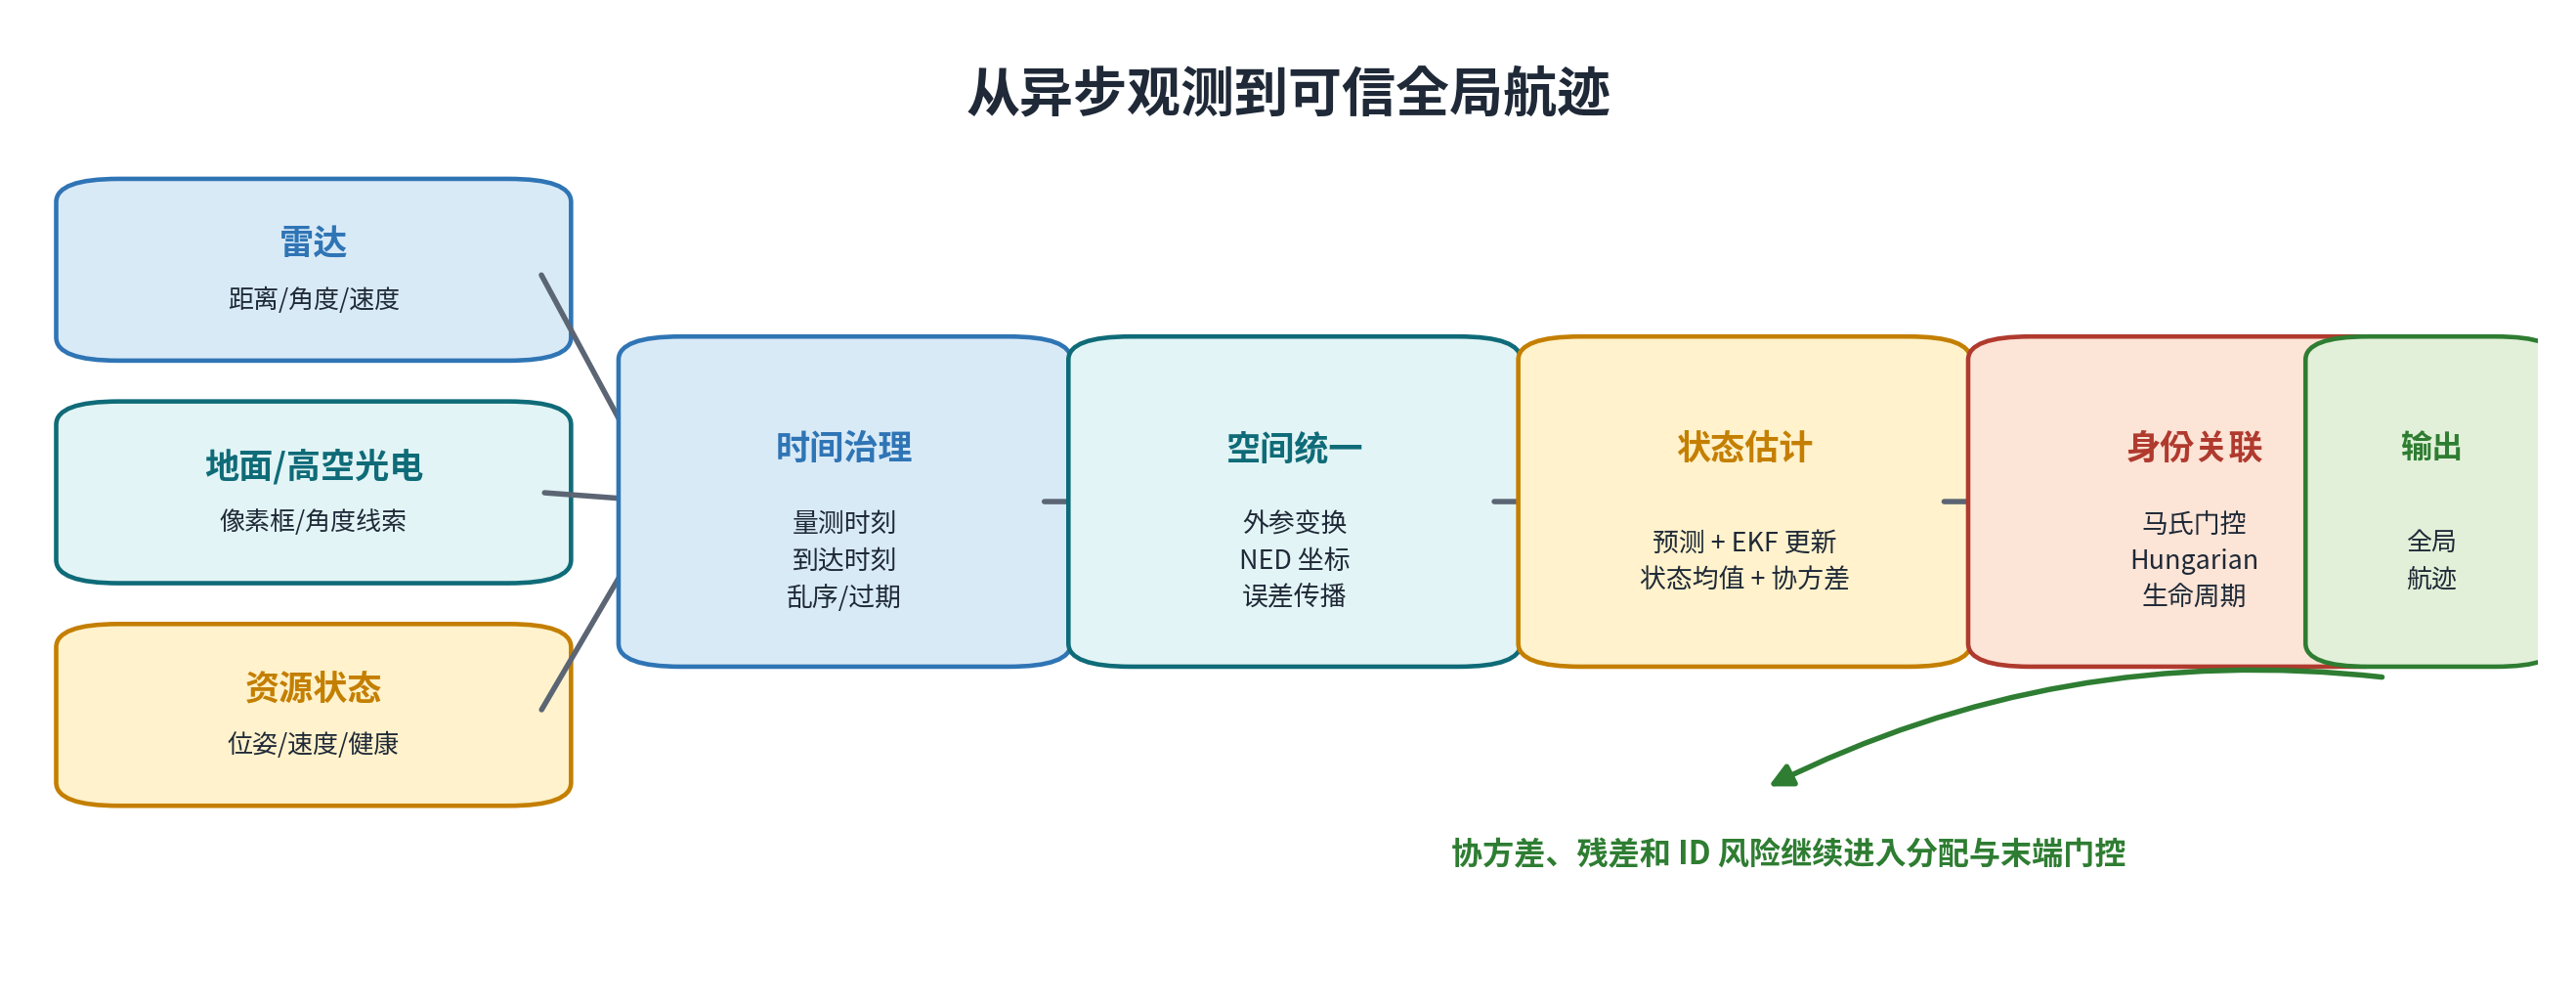 从异步观测到可信全局航迹
雷达
距离/角度/速度
地面/高空光电
像素框/角度线索
资源状态
位姿/速度/健康
时间治理
量测时刻
到达时刻
乱序/过期
空间统一
外参变换
NED 坐标
误差传播
状态估计
预测 + EKF 更新
状态均值 + 协方差
身份关联
马氏门控
Hungarian
生命周期
输出
全局
航迹
协方差、残差和 ID 风险继续进入分配与末端门控